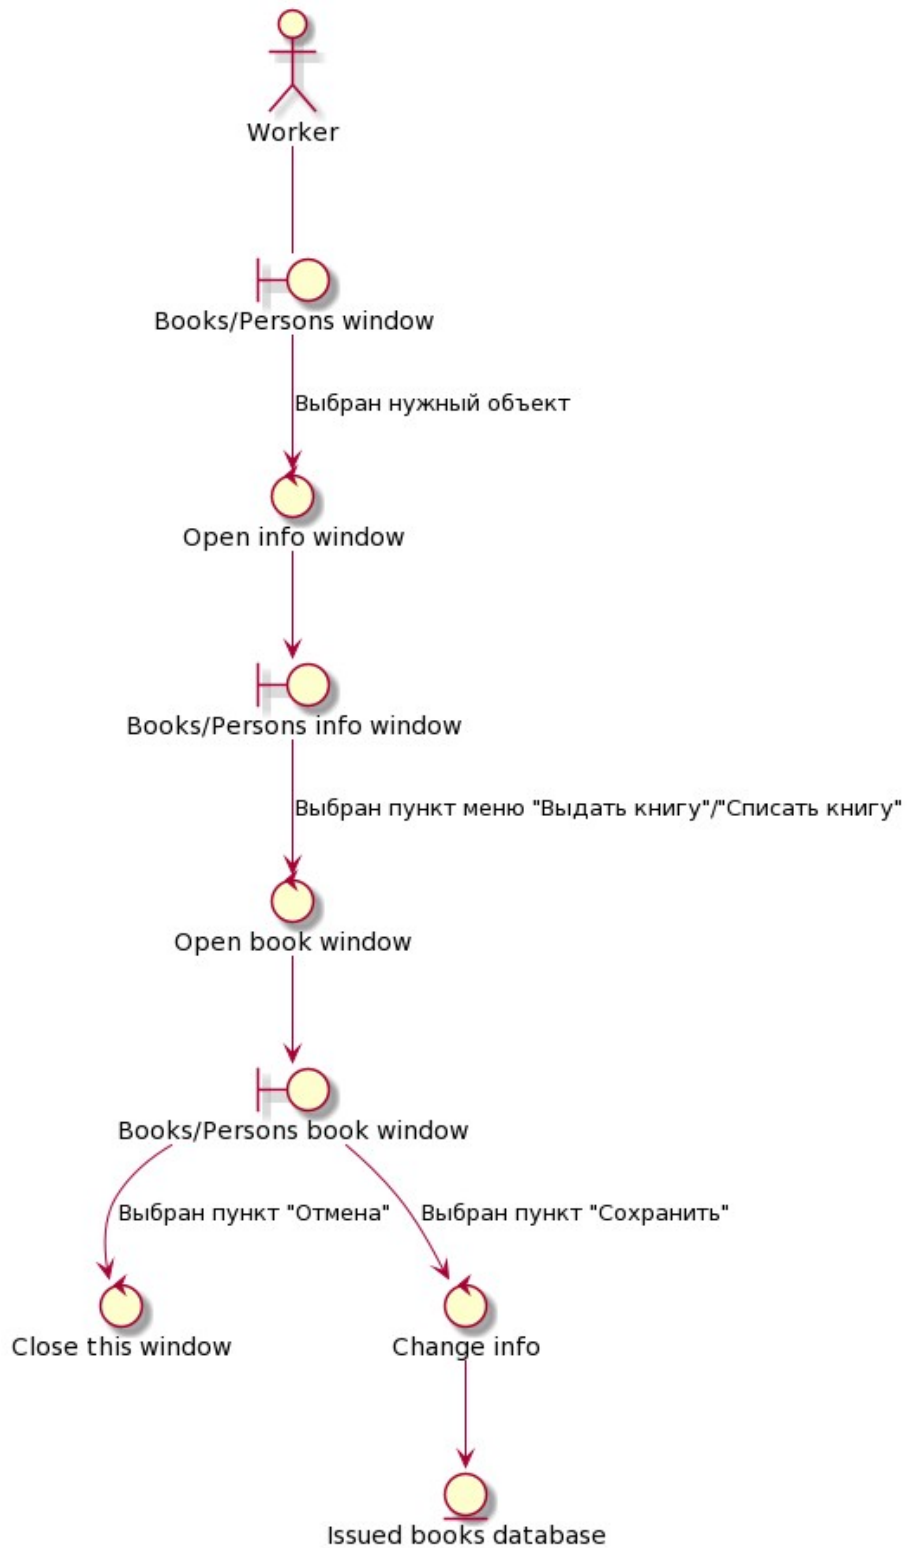 Worker
Books/Persons window
Выбран нужный объект
Open info window
Books/Persons info window
Выбран пункт меню "Выдать книгу"/"Списать книгу"
Open book window
Books/Persons book window
Выбран пункт "Отмена"
Выбран пункт "Сохранить"
Close this window
Change info
Issued books database